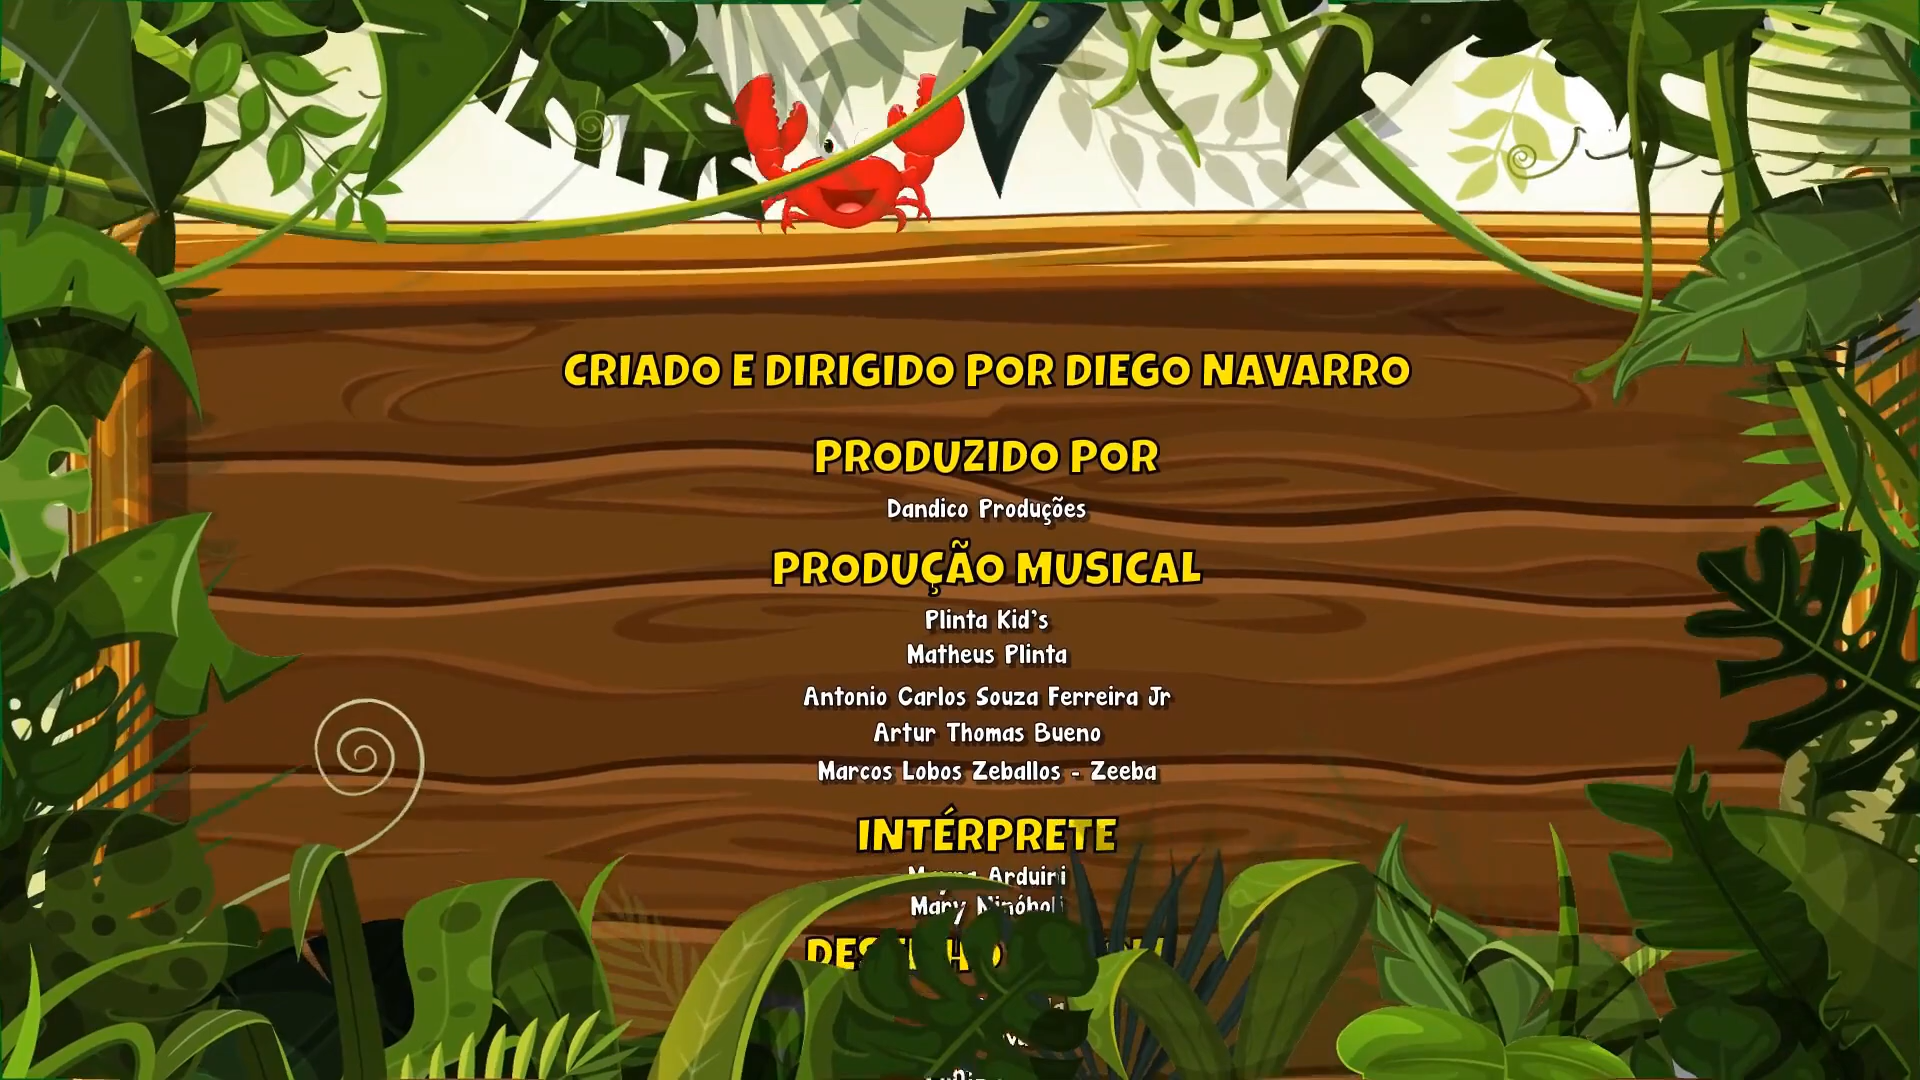 CRIADO E DIRIGIDO POR DIEGO NAVARRO
PRODUZIDO POR
Dandico Produções
PRODUÇÃO MUSICAL
Plinta Kid's
Matheus Plinta
Antonio Carlos Souza Ferreira Jr
Artur Thomas Bueno
Marcos Lobos Zeballos - Zeeba
INTÉRPRETE
Arduini
Mary